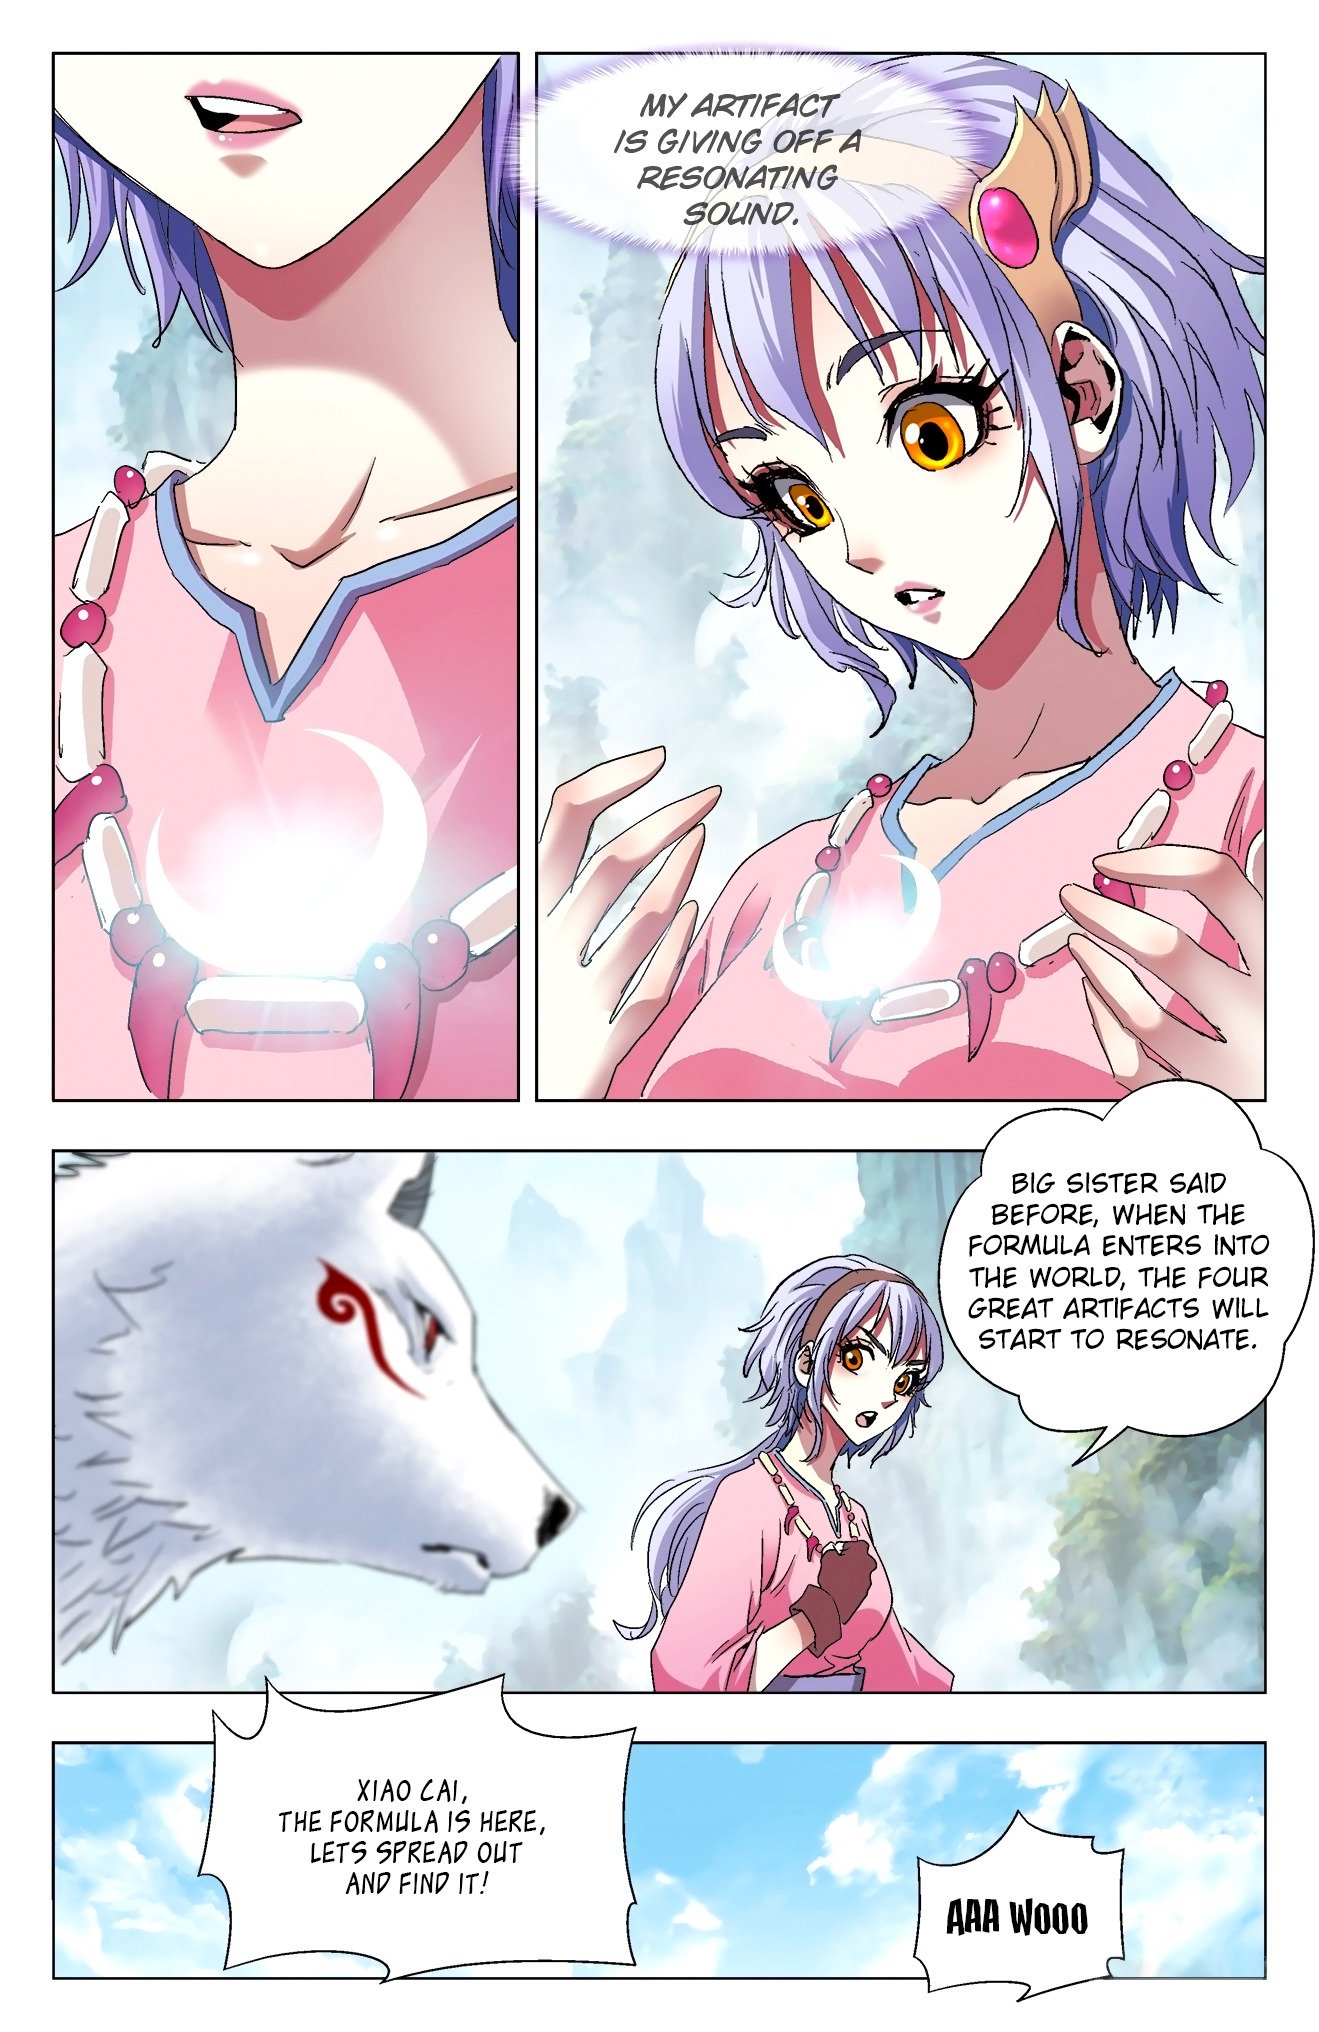 MY ARTIFACT
IS GIVING OFF A
RESONATING
SOUND.
BIG SISTER SAID
BEFORE, WHEN THE
FORMULA ENTERS INTO
THE WORLD, THE FOUR
GREAT ARTIFACTS WILL
START TO RESONATE.
XIAO CAI,
THE FORMULA IS HERE,
LETS SPREAD OUT
AND FIND IT!
AAA WOOO